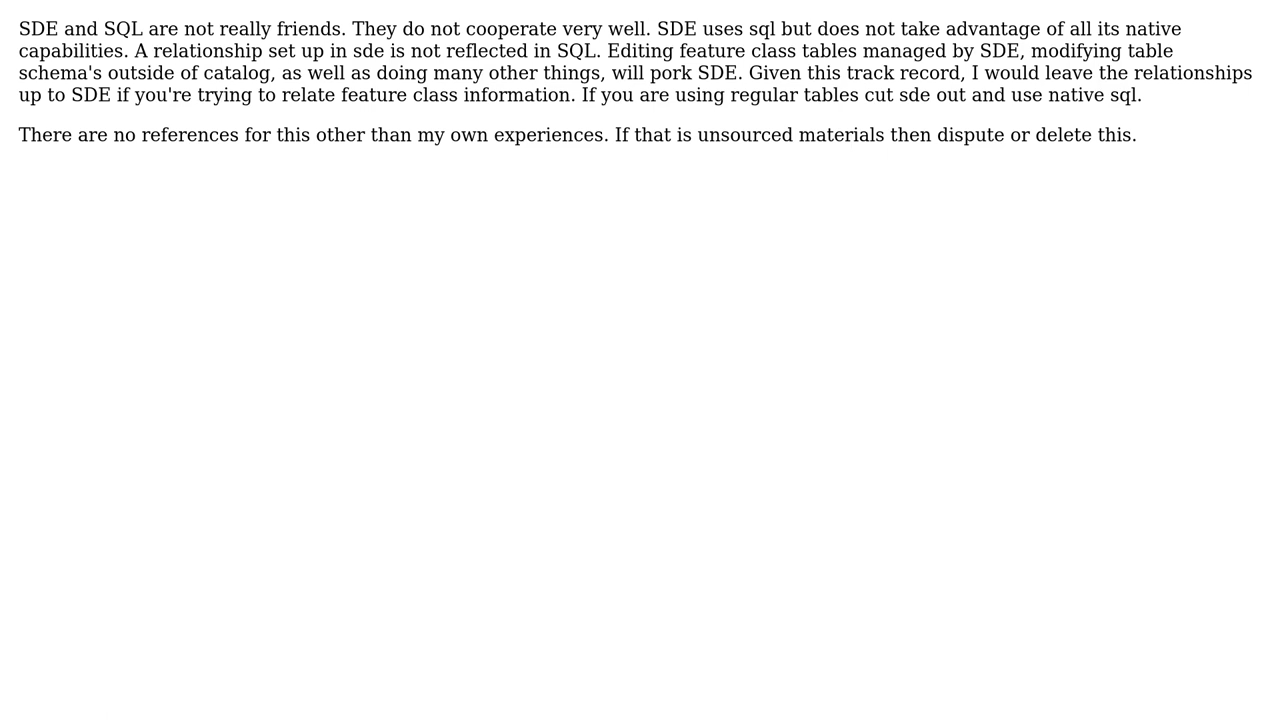 SDE and SQL are not really friends. They do not cooperate very well. SDE uses sql but does not take advantage of all its native
capabilities. A relationship set up in sde is not reflected in SQL. Editing feature class tables managed by SDE, modifying table
schema's outside of catalog, as well as doing many other things, will pork SDE. Given this track record, I would leave the relationships
up to SDE if you're trying to relate feature class information. If you are using regular tables cut sde out and use native sql.
There are no references for this other than my own experiences. If that is unsourced materials then dispute or delete this.